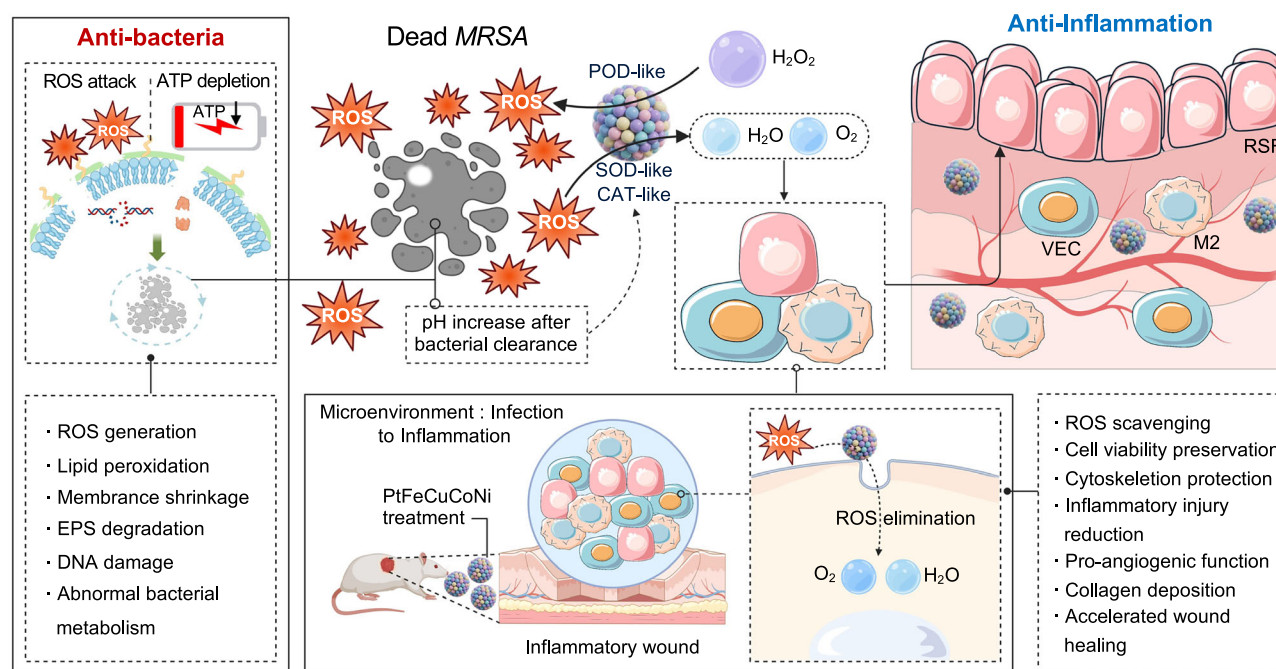 Anti-bacteria
ROS attack
ATP depletion
ATP
ROS
Dead MRSA
ROS
ROS
ROS
ROS
POD-like
H₂O₂
SOD-like
CAT-like
H₂O
O₂
pH increase after
bacterial clearance
Anti-Inflammation
RSF
VEC
M2
· ROS generation
· Lipid peroxidation
· Membrance shrinkage
· EPS degradation
· DNA damage
· Abnormal bacterial
metabolism
Microenvironment : Infection
to Inflammation
PtFeCuCoNi
treatment
Inflammatory wound
ROS
ROS elimination
O₂
H₂O
· ROS scavenging
· Cell viability preservation
· Cytoskeletion protection
· Inflammatory injury
reduction
· Pro-angiogenic function
· Collagen deposition
· Accelerated wound
healing